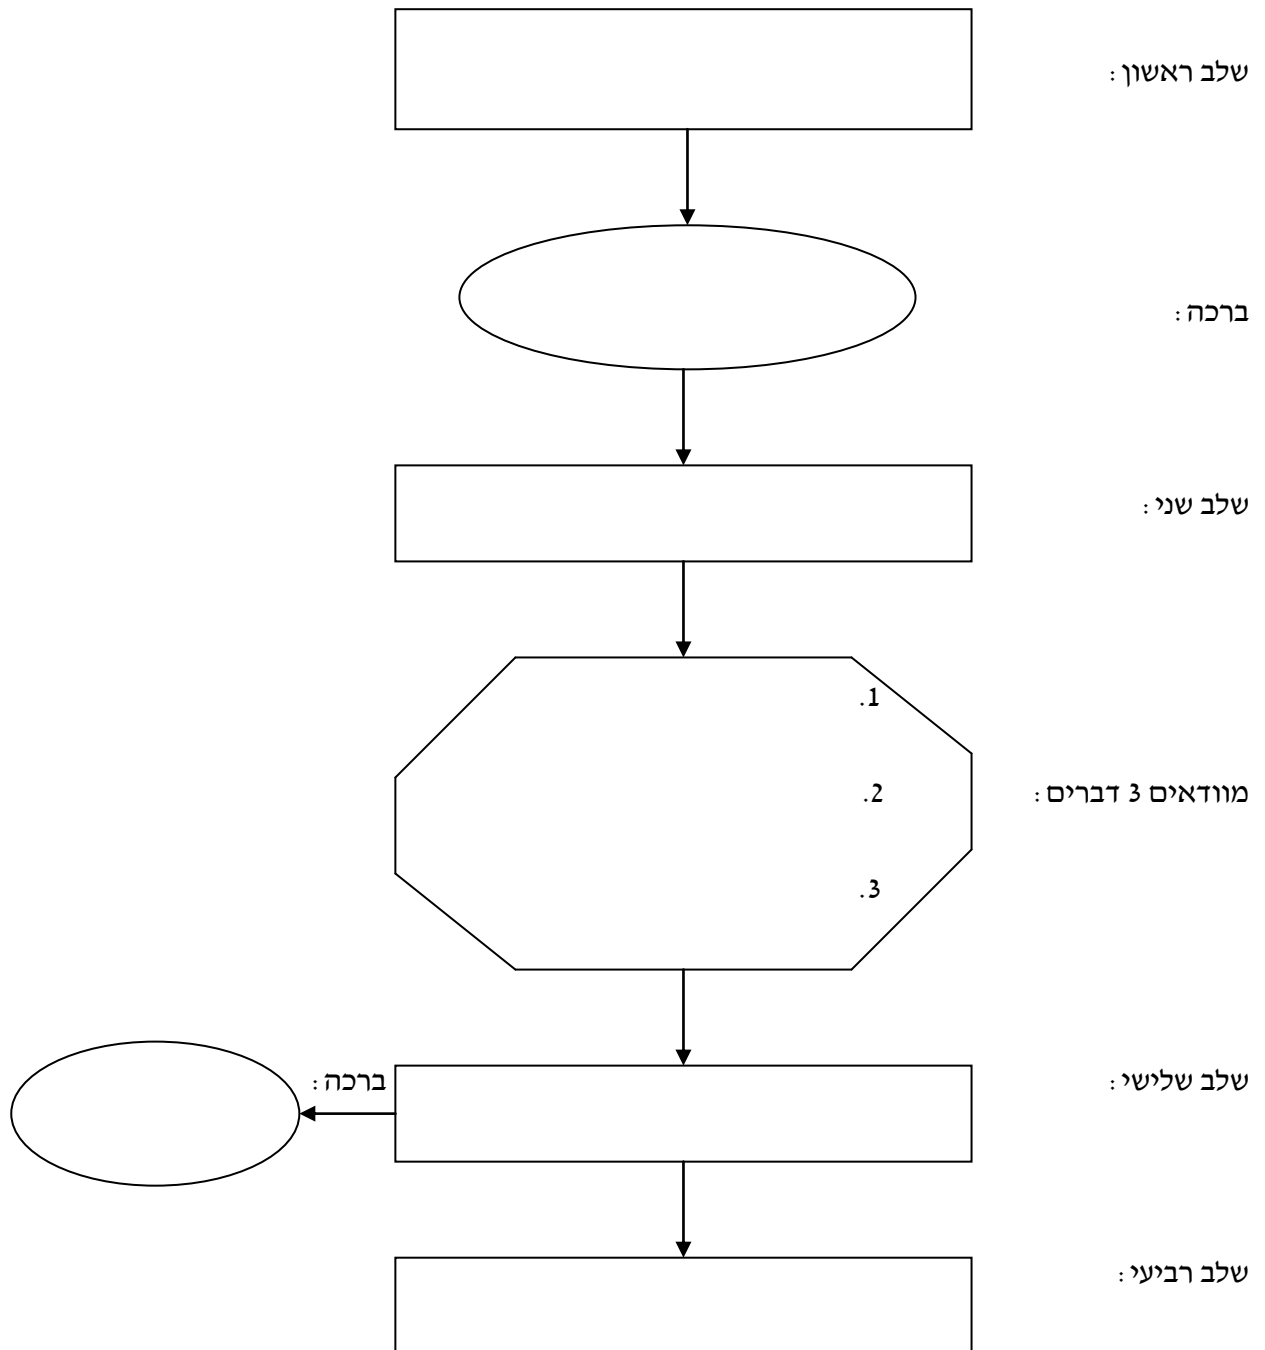 שלב ראשון:
ברכה:
שלב שני:
1.
2.
מוודאים 3 דברים:
3.
שלב שלישי:
ברכה:
שלב רביעי: